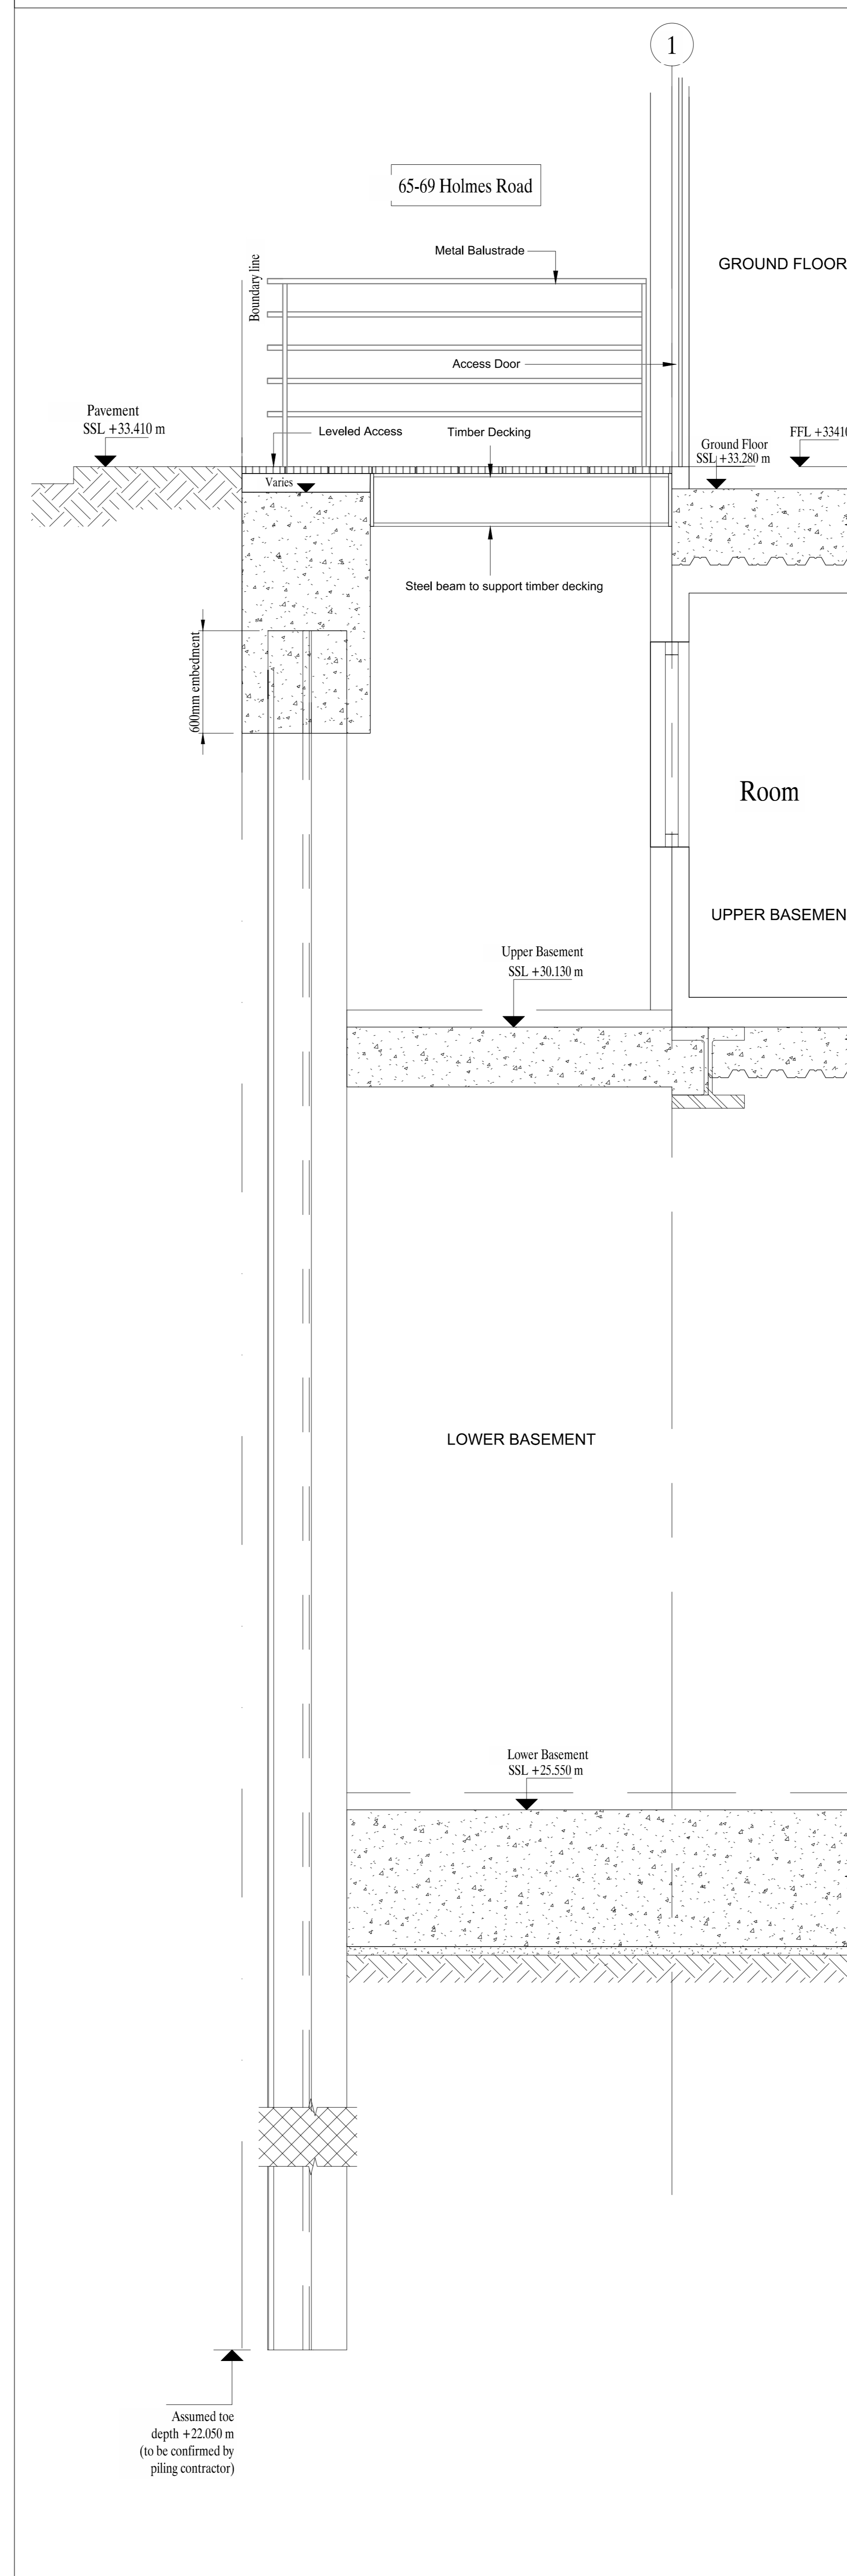 1
65-69 Holmes Road
Metal Balustrade
Boundary line
GROUND FLOOR
Access Door
Pavement
SSL +33.410 m
Leveled Access
Timber Decking
Ground Floor
SSL +33.280 m
FFL +33410
Varies
Steel beam to support timber decking
600mm embedment
Room
UPPER BASEMEN
Upper Basement
SSL +30.130 m
LOWER BASEMENT
Lower Basement
SSL +25.550 m
Assumed toe
depth +22.050 m
(to be confirmed by
piling contractor)